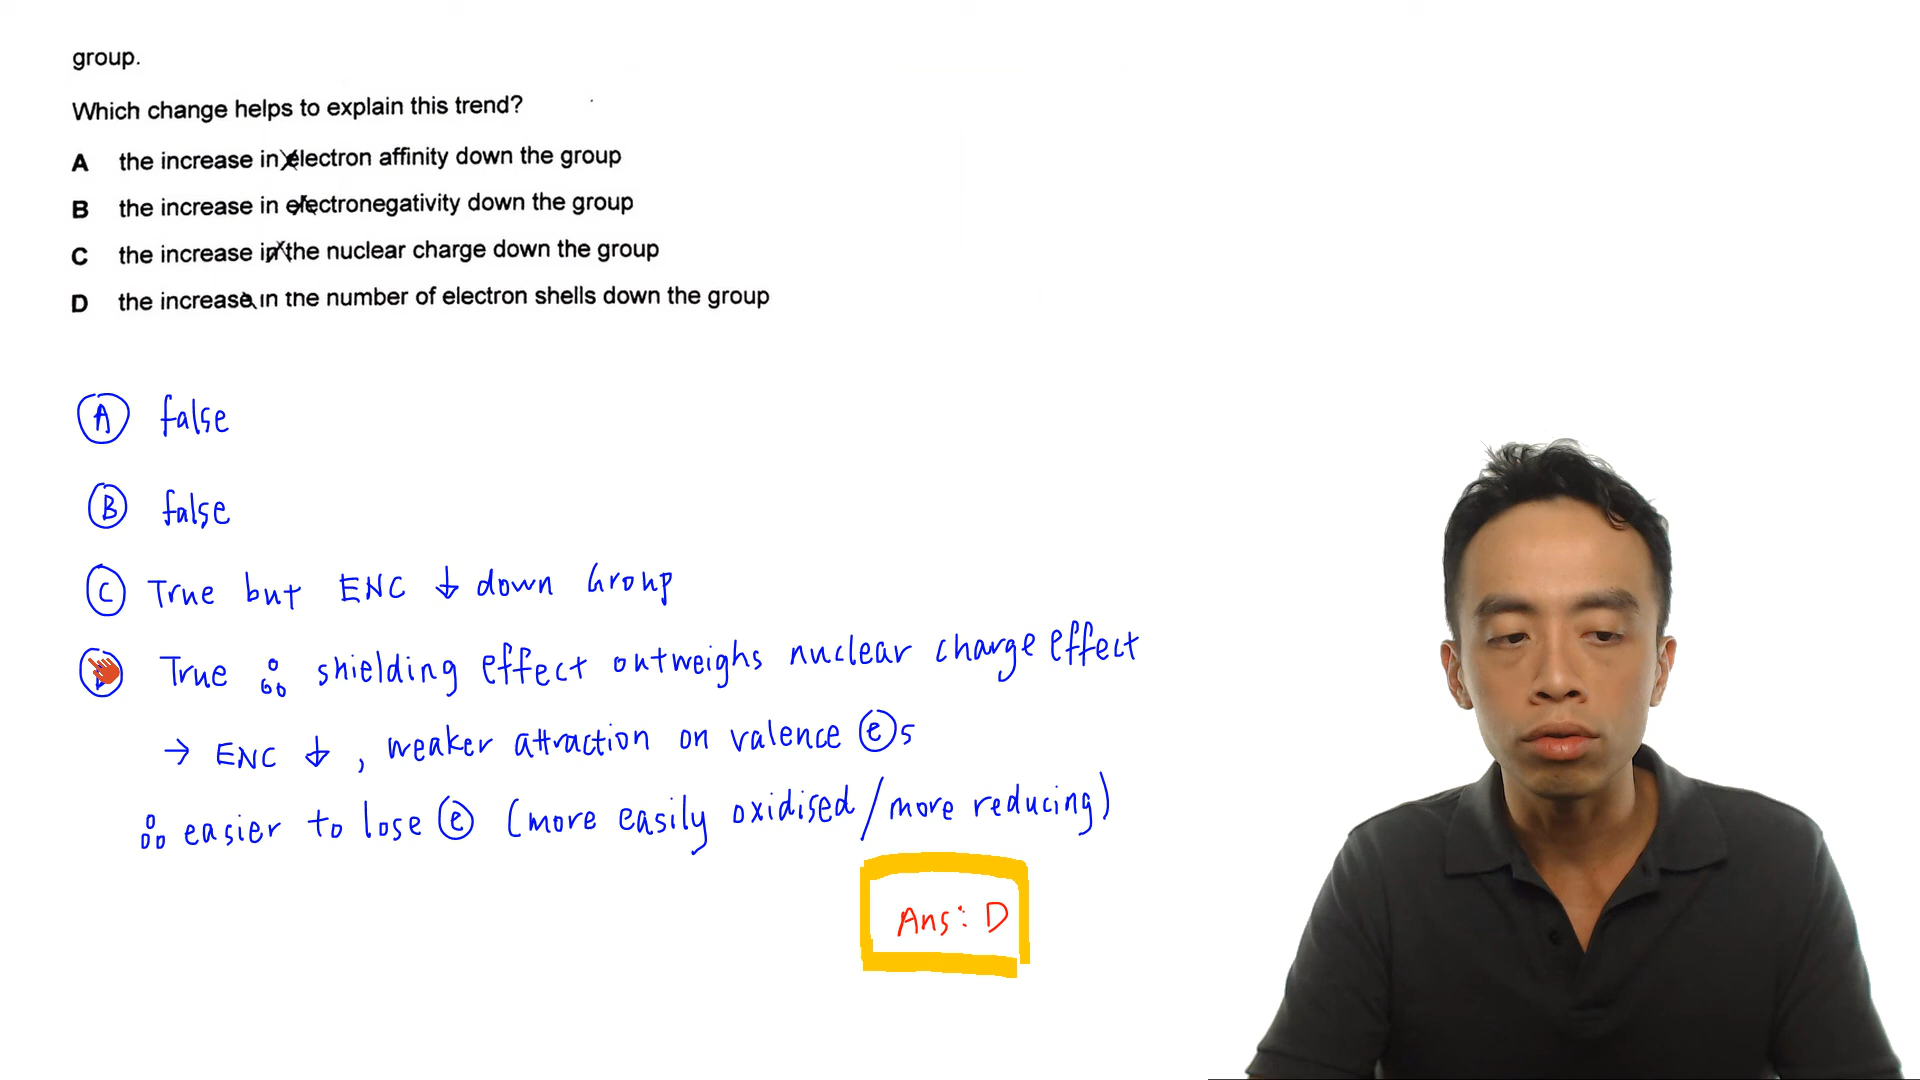 group.
Which change helps to explain this trend?
A the increase in electron affinity down the group
B the increase in electronegativity down the group
C the increase in the nuclear charge down the group
D the increase in the number of electron shells down the group
Ⓐ false
Ⓑ false
Ⓒ True but ENC ↓ down Group
Ⓓ True ∴ shielding effect outweighs nuclear charge effect
→ ENC ↓, weaker attraction on valence ⓔs
∴ easier to lose ⓔ (more easily oxidised/more reducing)
Ans: D